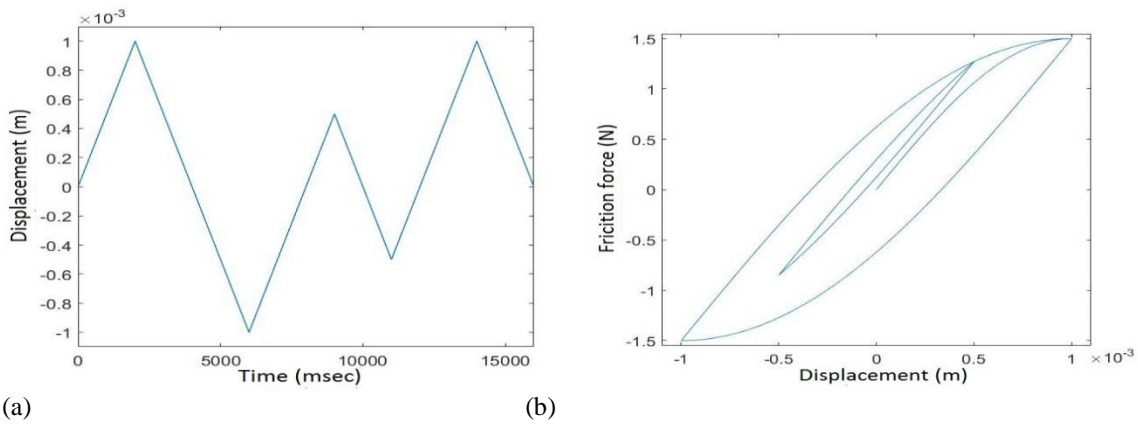 ×10⁻³
1
0.8
0.6
0.4
0.2
0
-0.2
-0.4
-0.6
-0.8
-1
0 5000 10000 15000
Displacement (m)
Time (msec)
(a)
1.5
1
0.5
0
-0.5
-1
-1.5
-1 -0.5 0 0.5 1 ×10⁻³
Fricition force (N)
Displacement (m)
(b)